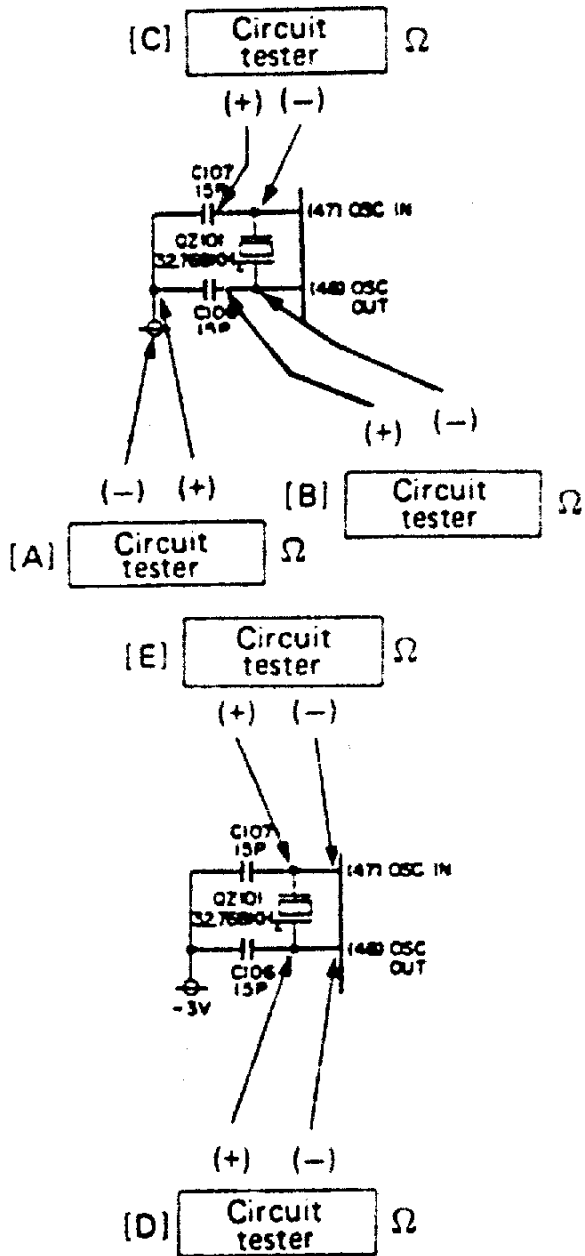 [C] Circuit tester Ω
(+) (−)
C107
15P
(47) OSC IN
QZ101
32.768KHz
(48) OSC OUT
C106
15P
(+) (−)
(−) (+)
[B] Circuit tester Ω
[A] Circuit tester Ω
[E] Circuit tester Ω
(+) (−)
C107
15P
(47) OSC IN
QZ101
32.768KHz
(48) OSC OUT
C106
15P
-3V
(+) (−)
[D] Circuit tester Ω